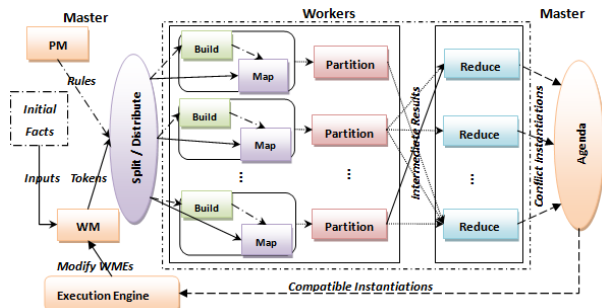 Master
Workers
Master
PM
Rules
Initial
Facts
Inputs
Tokens
WM
Modify WMEs
Execution Engine
Split / Distribute
Build
Map
Partition
Build
Map
Partition
...
...
Build
Map
Partition
Intermediate Results
Reduce
Reduce
...
Reduce
Conflict Instantiations
Agenda
Compatible Instantiations